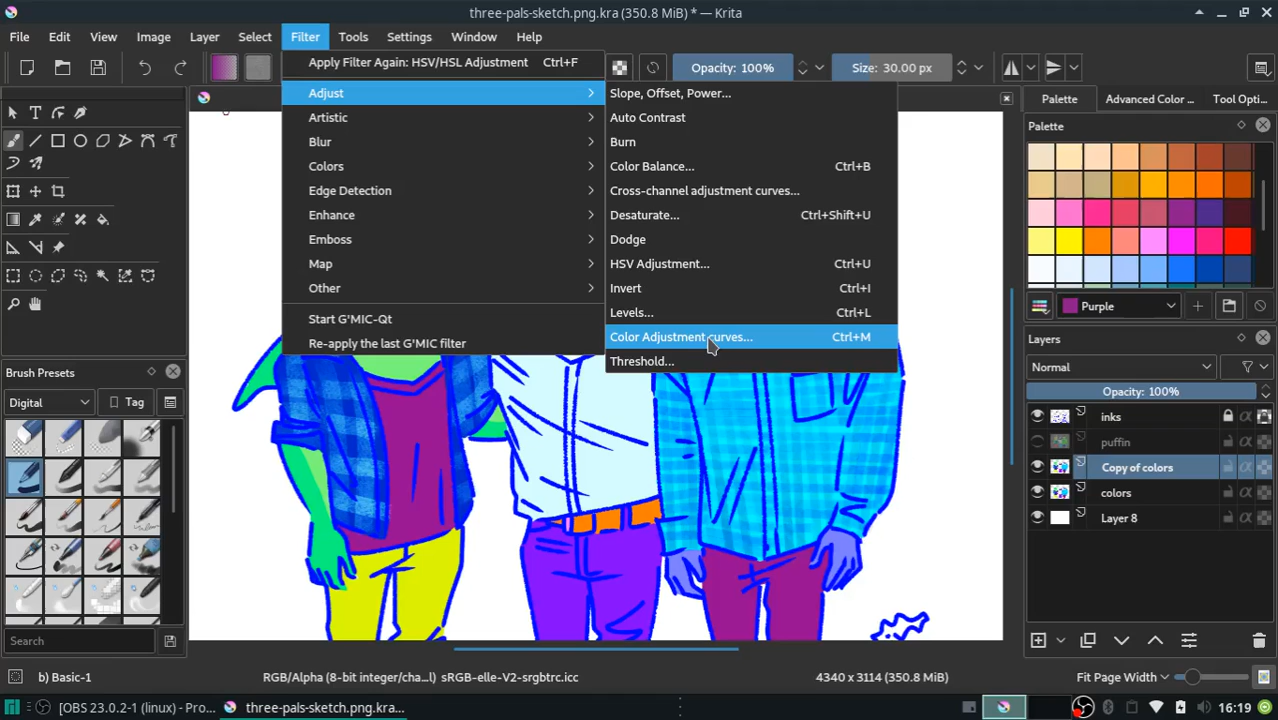 three-pals-sketch.png.kra (350.8 MiB) * — Krita
File Edit View Image Layer Select Filter Tools Settings Window Help
Opacity: 100% Size: 30.00 px
Apply Filter Again: HSV/HSL Adjustment Ctrl+F
Adjust
Artistic
Blur
Colors
Edge Detection
Enhance
Emboss
Map
Other
Start G'MIC-Qt
Re-apply the last G'MIC filter
Slope, Offset, Power...
Auto Contrast
Burn
Color Balance... Ctrl+B
Cross-channel adjustment curves...
Desaturate... Ctrl+Shift+U
Dodge
HSV Adjustment... Ctrl+U
Invert Ctrl+I
Levels... Ctrl+L
Color Adjustment curves... Ctrl+M
Threshold...
Palette Advanced Color ... Tool Opti...
Palette
Purple
Layers
Normal
Opacity: 100%
inks
puffin
Copy of colors
colors
Layer 8
Brush Presets
Digital Tag
Search
b) Basic-1 RGB/Alpha (8-bit integer/cha...l) sRGB-elle-V2-srgbtrc.icc 4340 x 3114 (350.8 MiB) Fit Page Width
[OBS 23.0.2-1 (linux) - Pro... three-pals-sketch.png.kra... 16:19